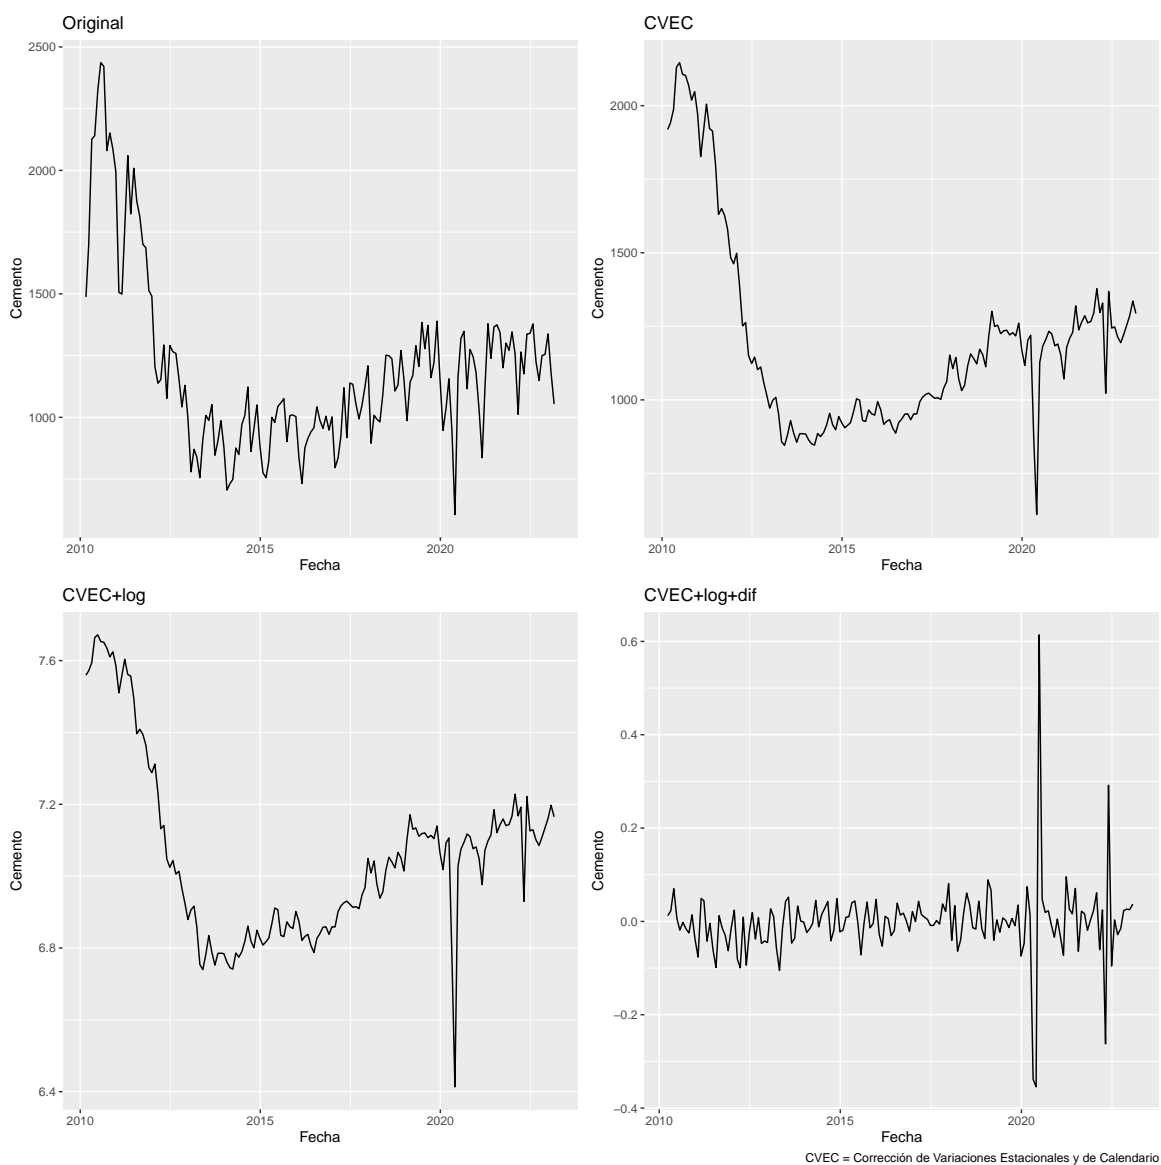 Original
2500
2000
1500
1000
Cemento
2010
2015
2020
Fecha
CVEC
2000
1500
1000
Cemento
2010
2015
2020
Fecha
CVEC+log
7.6
7.2
6.8
6.4
Cemento
2010
2015
2020
Fecha
CVEC+log+dif
0.6
0.4
0.2
0.0
−0.2
−0.4
Cemento
2010
2015
2020
Fecha
CVEC = Corrección de Variaciones Estacionales y de Calendario